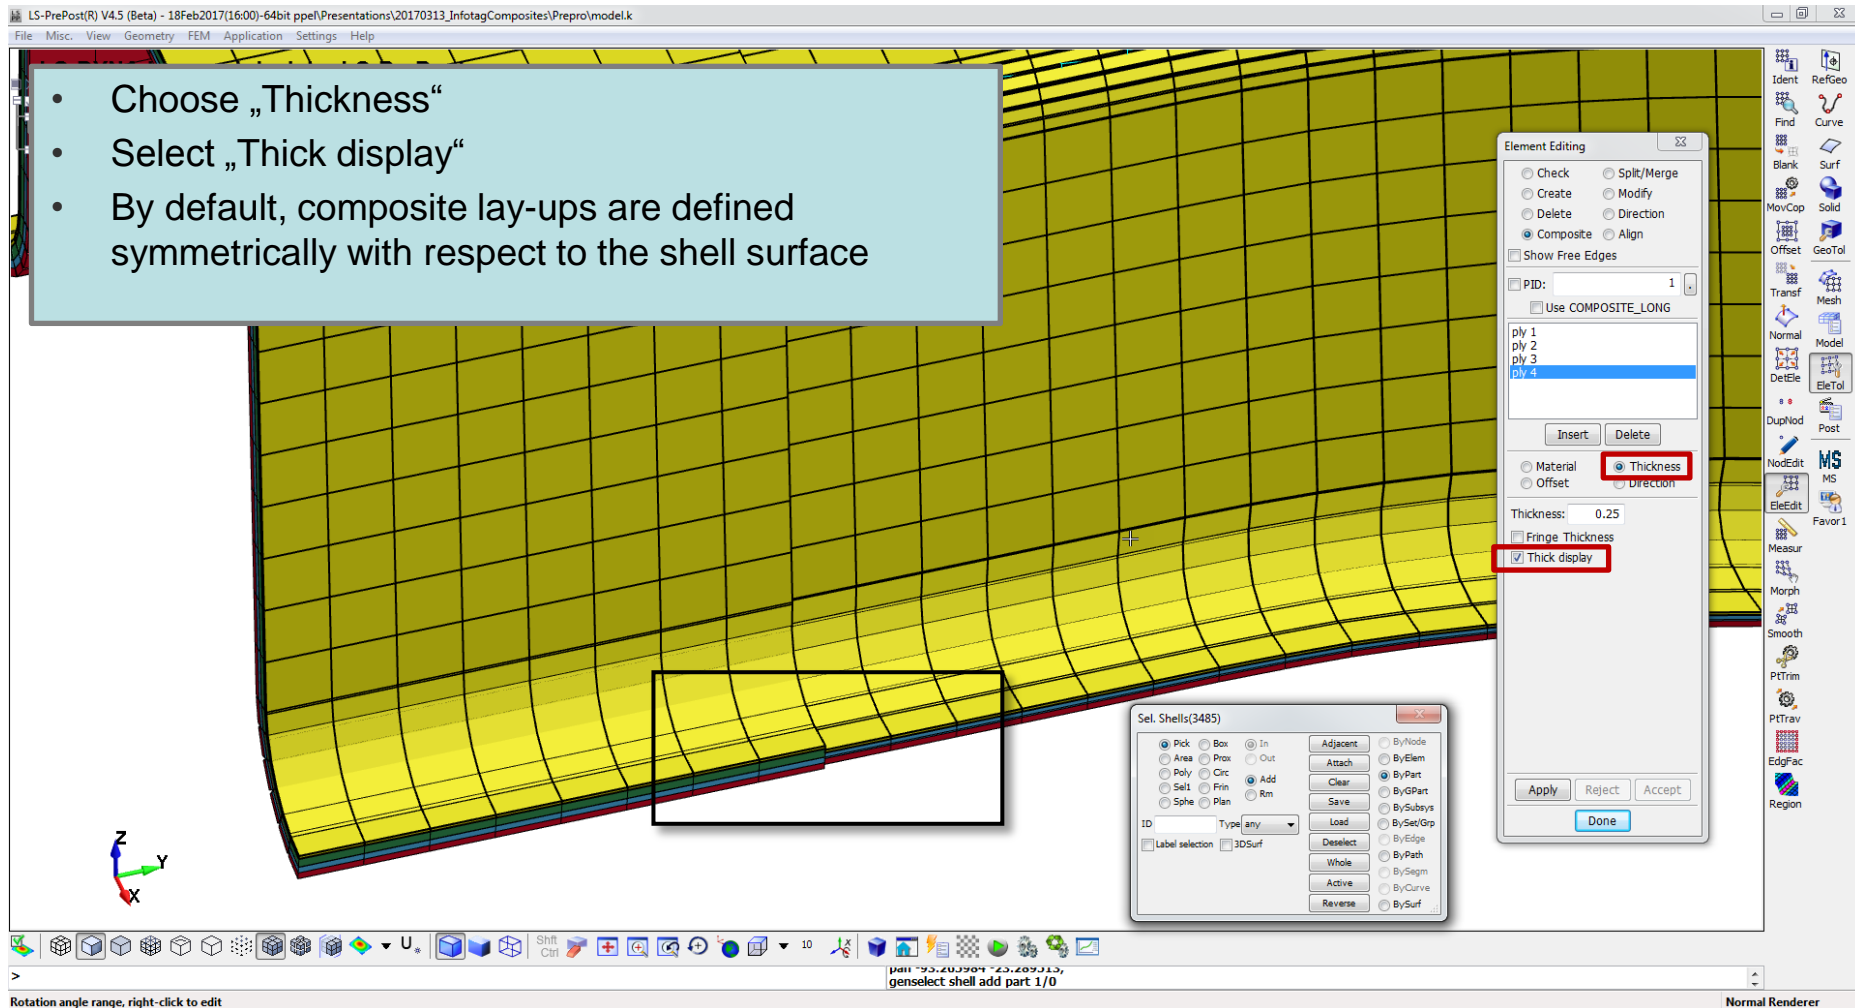 LS-PrePost(R) V4.5 (Beta) - 18Feb2017(16:00)-64bit ppel\Presentations\20170313_InfotagComposites\Prepro\model.k
File Misc. View Geometry FEM Application Settings Help
• Choose „Thickness“
• Select „Thick display“
• By default, composite lay-ups are defined
symmetrically with respect to the shell surface
Element Editing
Check Split/Merge
Create Modify
Delete Direction
Composite Align
Show Free Edges
PID: 1 .
Use COMPOSITE_LONG
ply 1
ply 2
ply 3
ply 4
Insert Delete
Material Thickness
Offset Direction
Thickness: 0.25
Fringe Thickness
Thick display
Apply Reject Accept
Done
Sel. Shells(3485)
Pick Box In Adjacent ByNode
Area Prox Out Attach ByElem
Poly Circ Add Clear ByPart
Sel1 Frin Rm Save ByGPart
Sphe Plan Load BySubsys
ID Type any Deselect BySet/Grp
Label selection 3DSurf Whole ByEdge
Active ByPath
Reverse BySegm
ByCurve
BySurf
Ident RefGeo
Find Curve
Blank Surf
MovCop Solid
Offset GeoTol
Transf Mesh
Normal Model
DetEle EleTol
DupNod Post
NodEdit MS
EleEdit Favor1
Measur
Morph
Smooth
PtTrim
PtTrav
EdgFac
Region
Z
Y
X
Shft
Ctrl
10
>
pan -93.265984 -23.289513;
genselect shell add part 1/0
Rotation angle range, right-click to edit
Normal Renderer